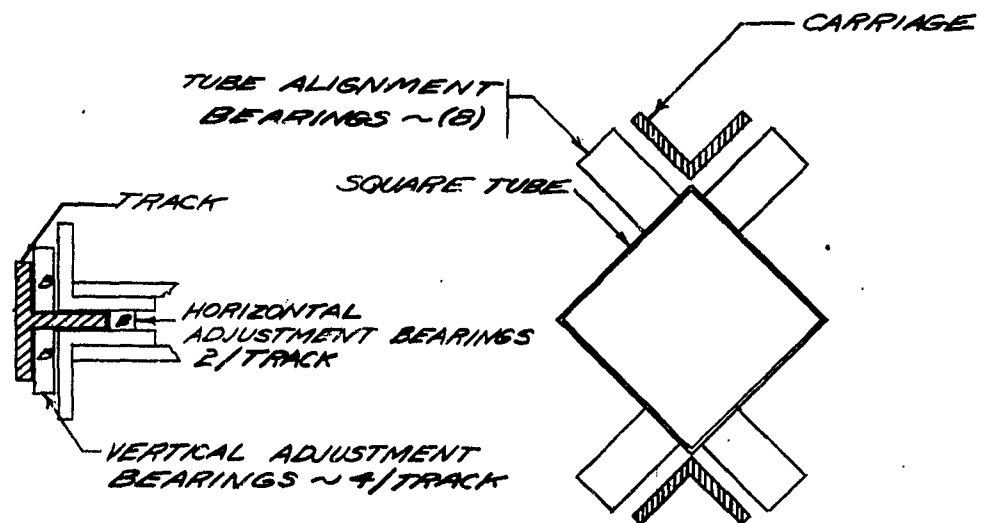 CARRIAGE
TUBE ALIGNMENT
BEARINGS ~ (8)
SQUARE TUBE
TRACK
B
B
B
HORIZONTAL
ADJUSTMENT BEARINGS
2/TRACK
VERTICAL ADJUSTMENT
BEARINGS ~ 4/TRACK